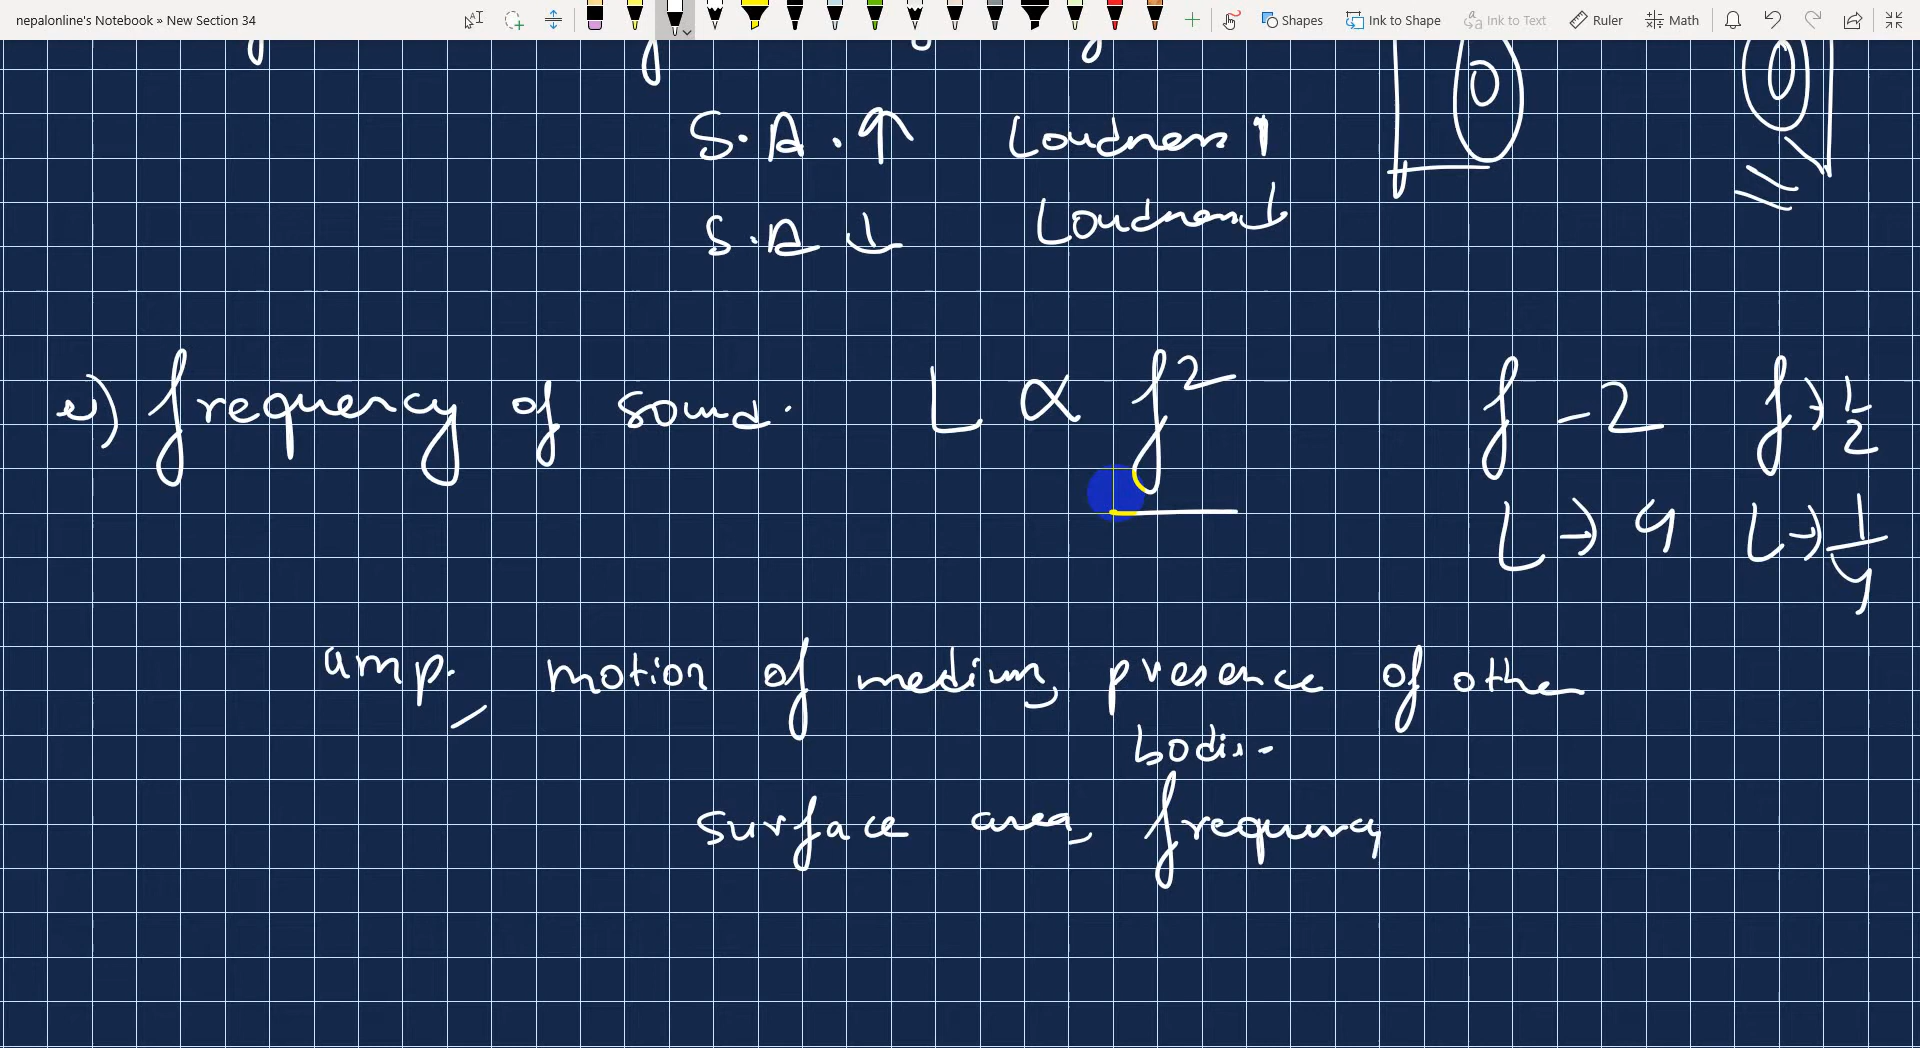 nepalonline's Notebook » New Section 34
Shapes Ink to Shape Ink to Text Ruler Math
S.A.↑ Loudness ↑
S.A ↓ Loudness ↓
e) frequency of sound. L ∝ f² f - 2 f → 1/2
L → 4 L → 1/4
amp., motion of medium, presence of other
bodies.
surface area, frequency